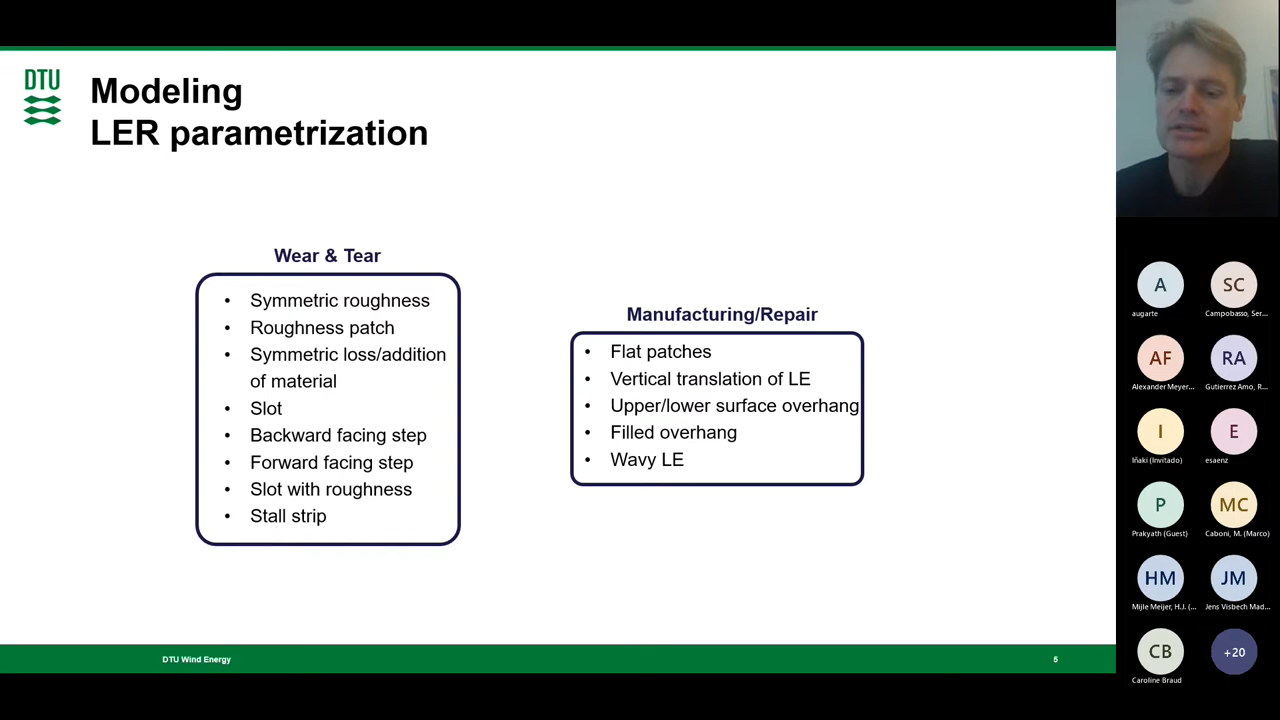 DTU
Modeling
LER parametrization
Wear & Tear
• Symmetric roughness
• Roughness patch
• Symmetric loss/addition
of material
• Slot
• Backward facing step
• Forward facing step
• Slot with roughness
• Stall strip
Manufacturing/Repair
• Flat patches
• Vertical translation of LE
• Upper/lower surface overhang
• Filled overhang
• Wavy LE
DTU Wind Energy
5
A
augarte
SC
Campobasso, Ser...
AF
Alexander Meyer...
RA
Gutierrez Amo, R...
I
Iñaki (Invitado)
E
esaenz
P
Prakyath (Guest)
MC
Caboni, M. (Marco)
HM
Mijle Meijer, H.J. (...
JM
Jens Visbech Mad...
CB
Caroline Braud
+20